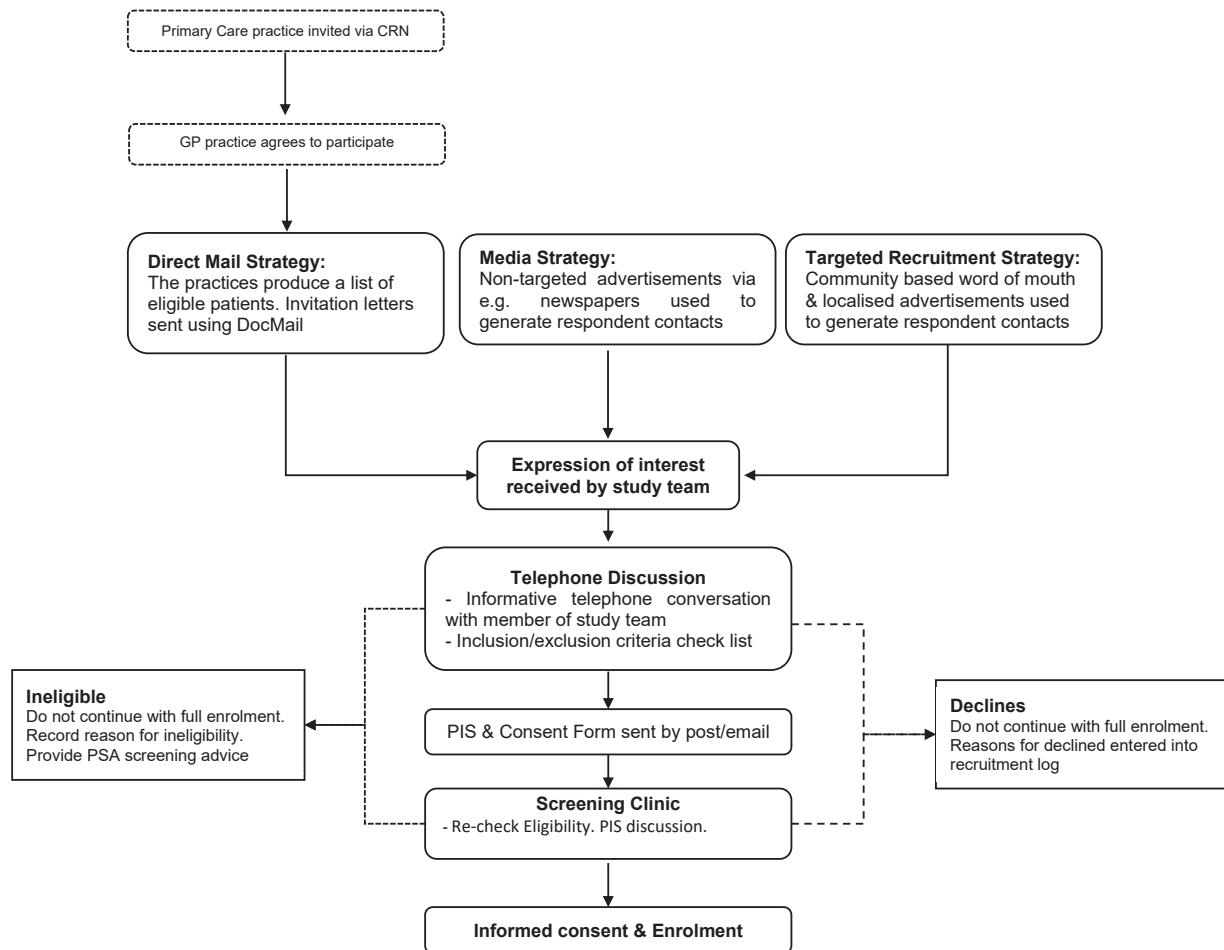 Primary Care practice invited via CRN
GP practice agrees to participate
Direct Mail Strategy:
The practices produce a list of
eligible patients. Invitation letters
sent using DocMail
Media Strategy:
Non-targeted advertisements via
e.g. newspapers used to
generate respondent contacts
Targeted Recruitment Strategy:
Community based word of mouth
& localised advertisements used
to generate respondent contacts
Expression of interest
received by study team
Telephone Discussion
- Informative telephone conversation
with member of study team
- Inclusion/exclusion criteria check list
Ineligible
Do not continue with full enrolment.
Record reason for ineligibility.
Provide PSA screening advice
PIS & Consent Form sent by post/email
Declines
Do not continue with full enrolment.
Reasons for declined entered into
recruitment log
Screening Clinic
- Re-check Eligibility. PIS discussion.
Informed consent & Enrolment